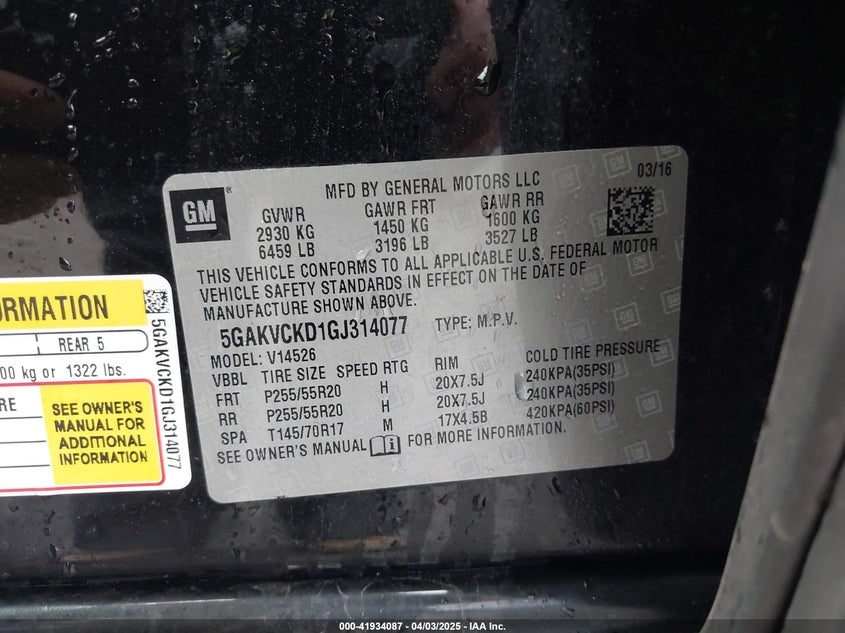 GM
®
MFD BY GENERAL MOTORS LLC
03/16
GVWR GAWR FRT GAWR RR
2930 KG 1450 KG 1600 KG
6459 LB 3196 LB 3527 LB
THIS VEHICLE CONFORMS TO ALL APPLICABLE U.S. FEDERAL MOTOR
VEHICLE SAFETY STANDARDS IN EFFECT ON THE DATE OF
MANUFACTURE SHOWN ABOVE.
5GAKVCKD1GJ314077 TYPE: M.P.V.
MODEL: V14526
VBBL TIRE SIZE SPEED RTG RIM COLD TIRE PRESSURE
FRT P255/55R20 H 20X7.5J 240KPA(35PSI)
RR P255/55R20 H 20X7.5J 240KPA(35PSI)
SPA T145/70R17 M 17X4.5B 420KPA(60PSI)
SEE OWNER'S MANUAL i FOR MORE INFORMATION.
REAR 5
kg or 1322 lbs.
SEE OWNER'S
MANUAL FOR
ADDITIONAL
INFORMATION
5GAKVCKD1GJ314077
000-41934087 - 04/03/2025 - IAA Inc.